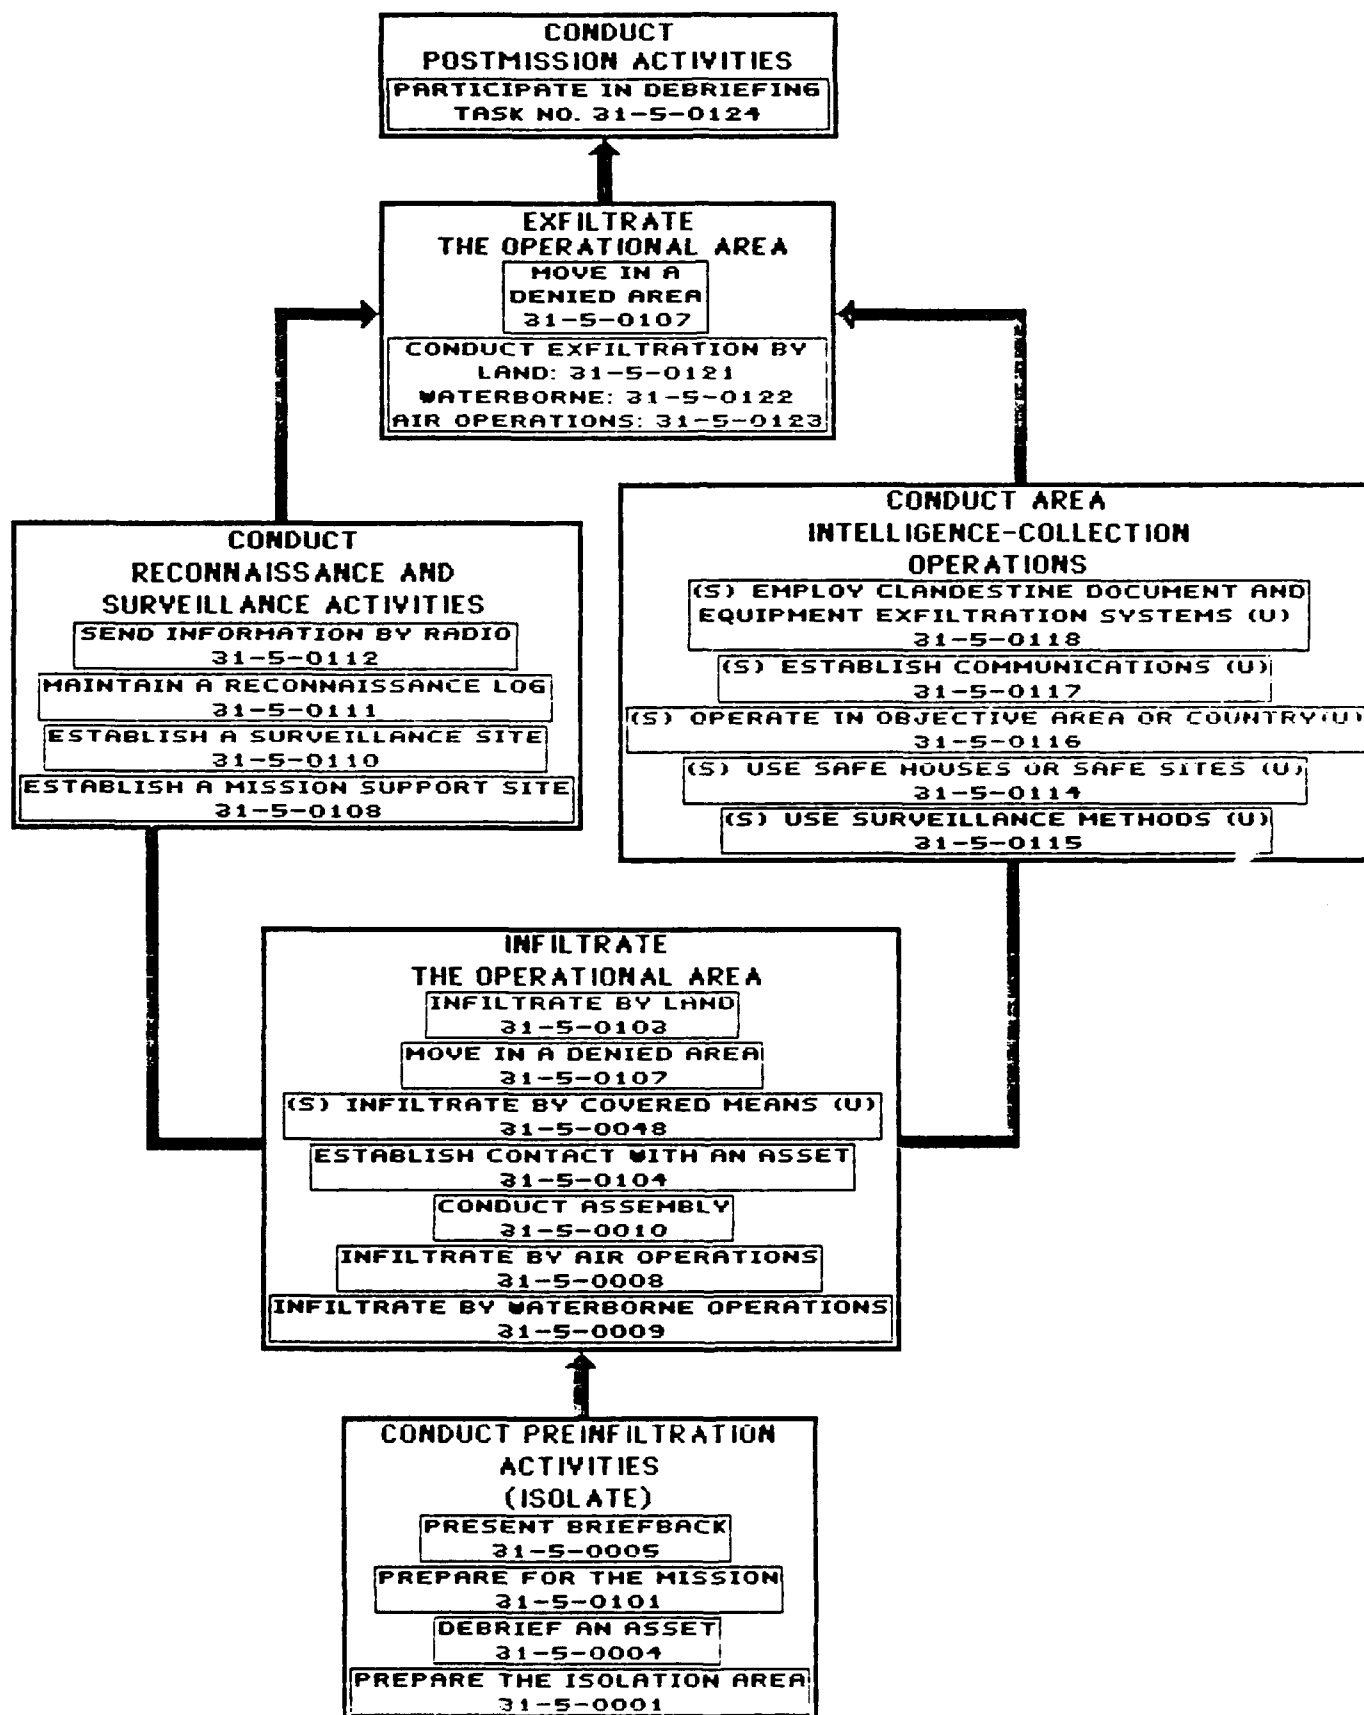 CONDUCT
POSTMISSION ACTIVITIES
PARTICIPATE IN DEBRIEFING
TASK NO. 31-5-0124
EXFILTRATE
THE OPERATIONAL AREA
MOVE IN A
DENIED AREA
31-5-0107
CONDUCT EXFILTRATION BY
LAND: 31-5-0121
WATERBORNE: 31-5-0122
AIR OPERATIONS: 31-5-0123
CONDUCT
RECONNAISSANCE AND
SURVEILLANCE ACTIVITIES
SEND INFORMATION BY RADIO
31-5-0112
MAINTAIN A RECONNAISSANCE LOG
31-5-0111
ESTABLISH A SURVEILLANCE SITE
31-5-0110
ESTABLISH A MISSION SUPPORT SITE
31-5-0108
CONDUCT AREA
INTELLIGENCE-COLLECTION
OPERATIONS
(S) EMPLOY CLANDESTINE DOCUMENT AND
EQUIPMENT EXFILTRATION SYSTEMS (U)
31-5-0118
(S) ESTABLISH COMMUNICATIONS (U)
31-5-0117
(S) OPERATE IN OBJECTIVE AREA OR COUNTRY(U)
31-5-0116
(S) USE SAFE HOUSES OR SAFE SITES (U)
31-5-0114
(S) USE SURVEILLANCE METHODS (U)
31-5-0115
INFILTRATE
THE OPERATIONAL AREA
INFILTRATE BY LAND
31-5-0103
MOVE IN A DENIED AREA
31-5-0107
(S) INFILTRATE BY COVERED MEANS (U)
31-5-0048
ESTABLISH CONTACT WITH AN ASSET
31-5-0104
CONDUCT ASSEMBLY
31-5-0010
INFILTRATE BY AIR OPERATIONS
31-5-0008
INFILTRATE BY WATERBORNE OPERATIONS
31-5-0009
CONDUCT PREINFILTRATION
ACTIVITIES
(ISOLATE)
PRESENT BRIEFBACK
31-5-0005
PREPARE FOR THE MISSION
31-5-0101
DEBRIEF AN ASSET
31-5-0004
PREPARE THE ISOLATION AREA
31-5-0001